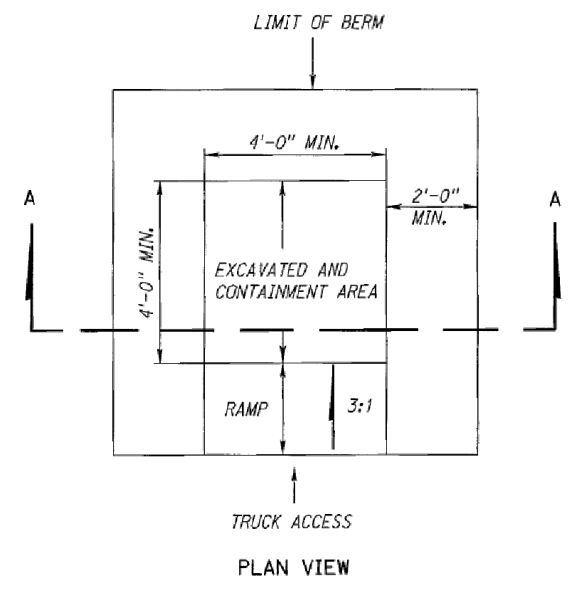 LIMIT OF BERM
4'-0" MIN.
A
2'-0"
MIN.
A
4'-0" MIN.
EXCAVATED AND
CONTAINMENT AREA
RAMP
3:1
TRUCK ACCESS
PLAN VIEW